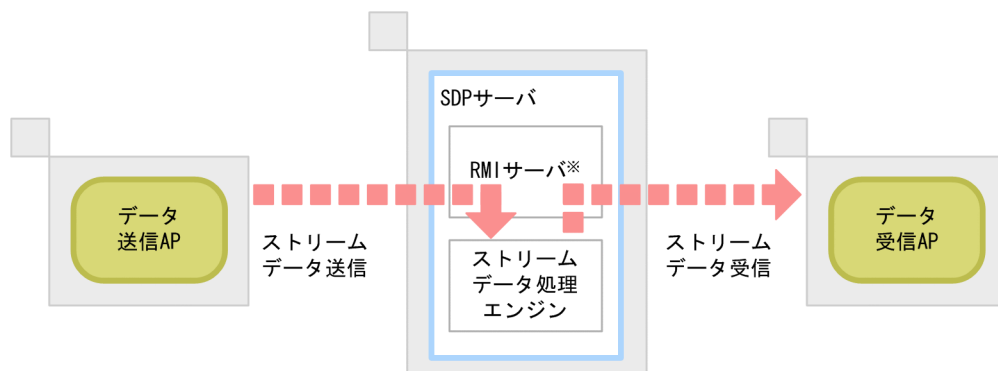 SDPサーバ
RMIサーバ※
データ
送信AP
ストリーム
データ送信
ストリーム
データ処理
エンジン
ストリーム
データ受信
データ
受信AP